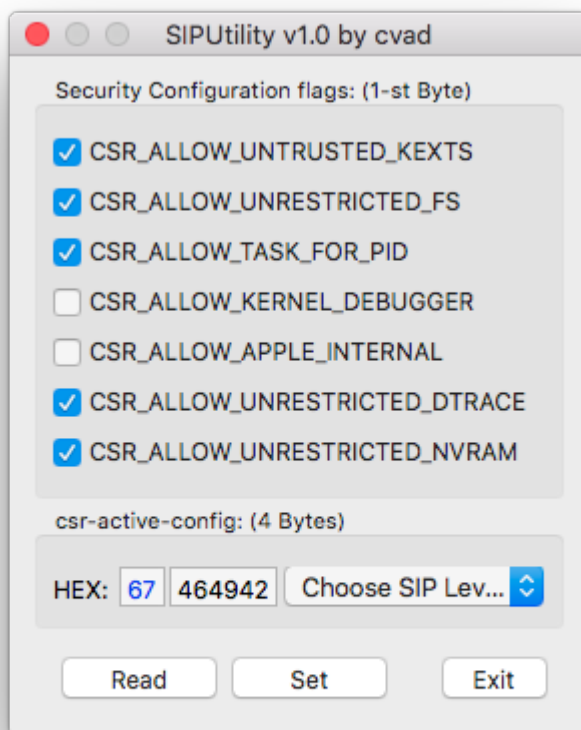 SIPUtility v1.0 by cvad
Security Configuration flags: (1-st Byte)
CSR_ALLOW_UNTRUSTED_KEXTS
CSR_ALLOW_UNRESTRICTED_FS
CSR_ALLOW_TASK_FOR_PID
CSR_ALLOW_KERNEL_DEBUGGER
CSR_ALLOW_APPLE_INTERNAL
CSR_ALLOW_UNRESTRICTED_DTRACE
CSR_ALLOW_UNRESTRICTED_NVRAM
csr-active-config: (4 Bytes)
HEX: 67 464942 Choose SIP Lev...
Read Set Exit